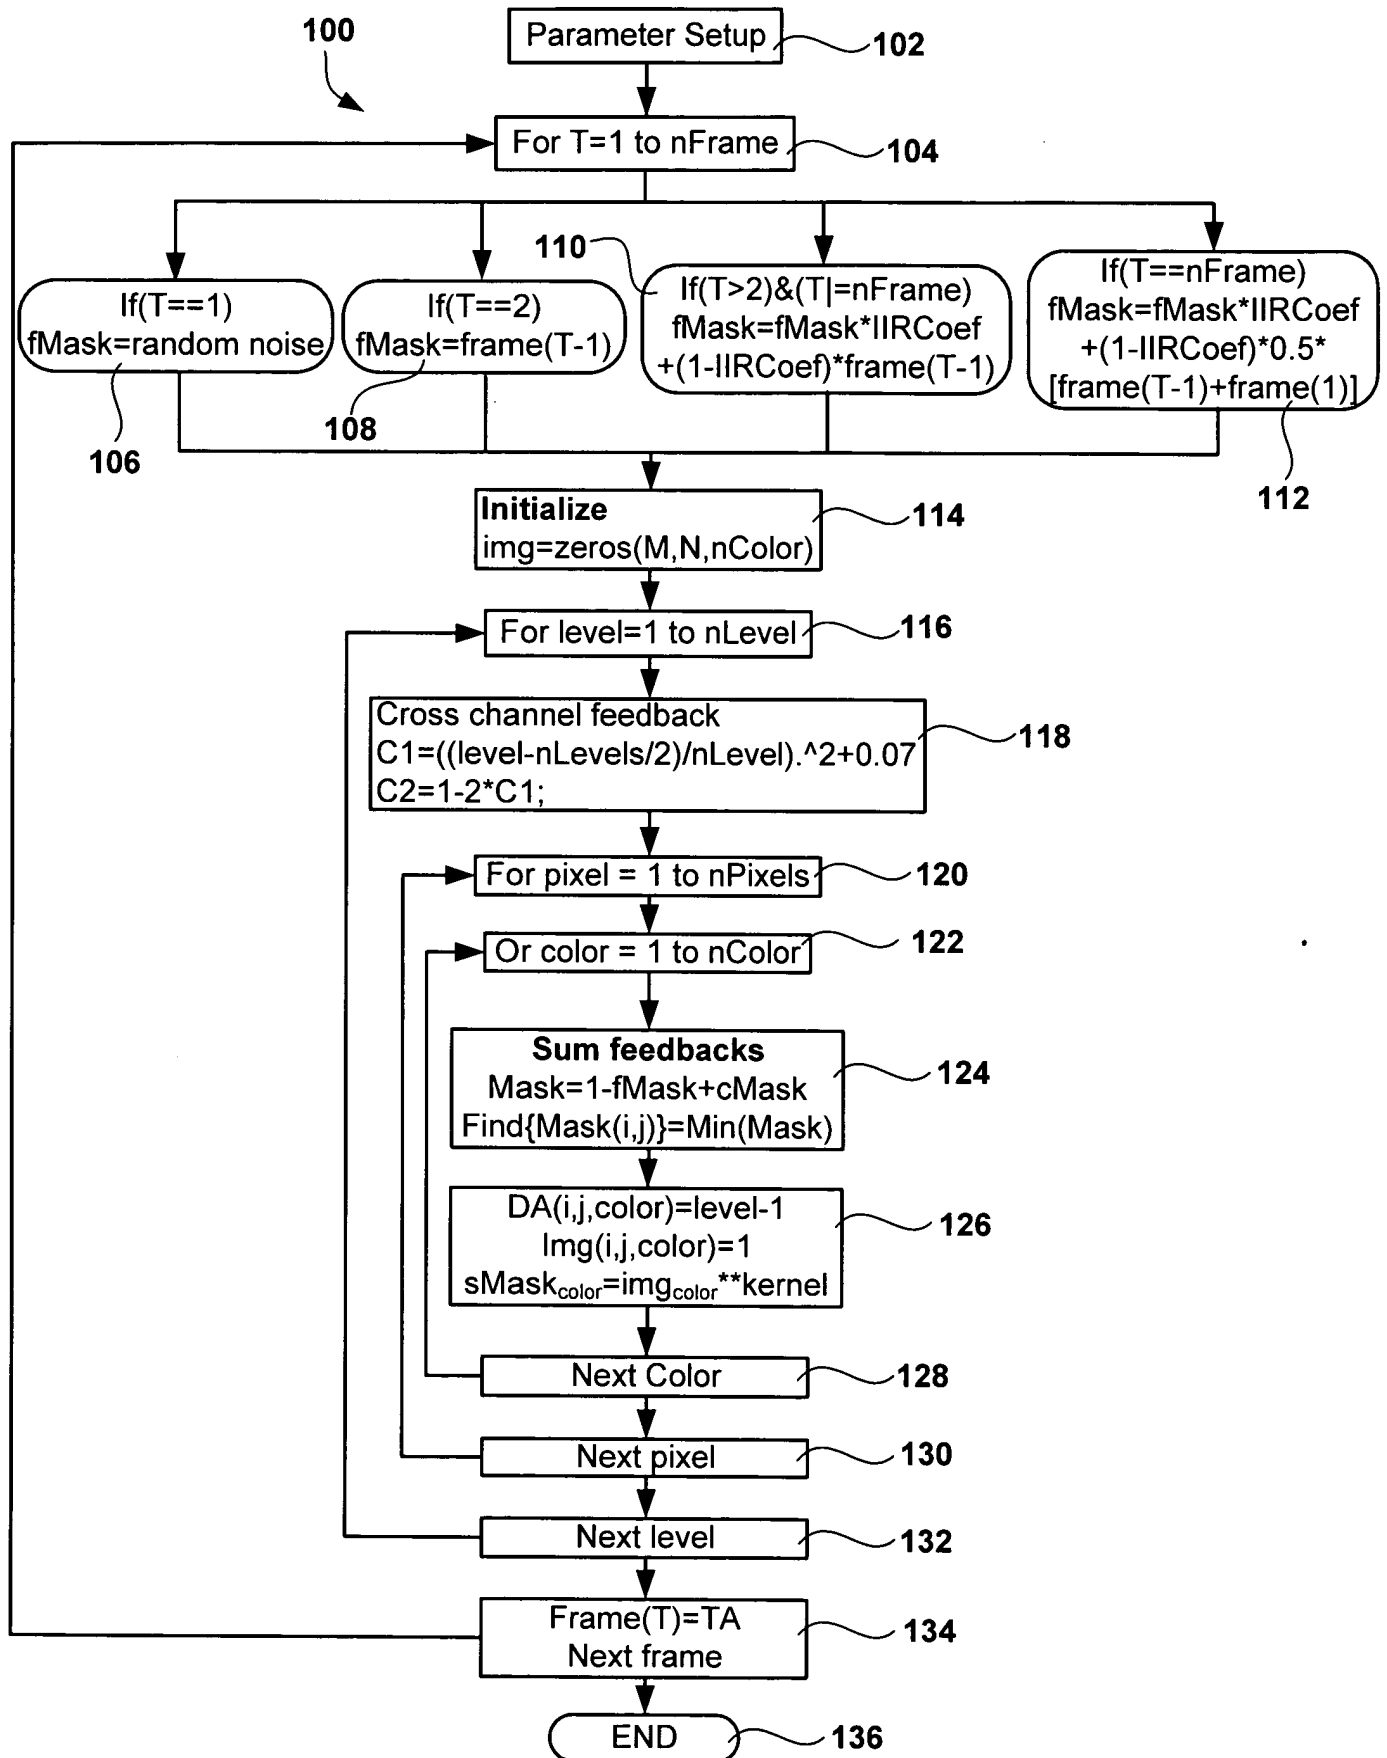 100
Parameter Setup
102
For T=1 to nFrame
104
If(T==1)
fMask=random noise
106
If(T==2)
fMask=frame(T-1)
108
110
If(T>2)&(T|=nFrame)
fMask=fMask*IIRCoef
+(1-IIRCoef)*frame(T-1)
If(T==nFrame)
fMask=fMask*IIRCoef
+(1-IIRCoef)*0.5*
[frame(T-1)+frame(1)]
112
Initialize
img=zeros(M,N,nColor)
114
For level=1 to nLevel
116
Cross channel feedback
C1=((level-nLevels/2)/nLevel).^2+0.07
C2=1-2*C1;
118
For pixel = 1 to nPixels
120
Or color = 1 to nColor
122
Sum feedbacks
Mask=1-fMask+cMask
Find{Mask(i,j)}=Min(Mask)
124
DA(i,j,color)=level-1
Img(i,j,color)=1
sMaskcolor=imgcolor**kernel
126
Next Color
128
Next pixel
130
Next level
132
Frame(T)=TA
Next frame
134
END
136